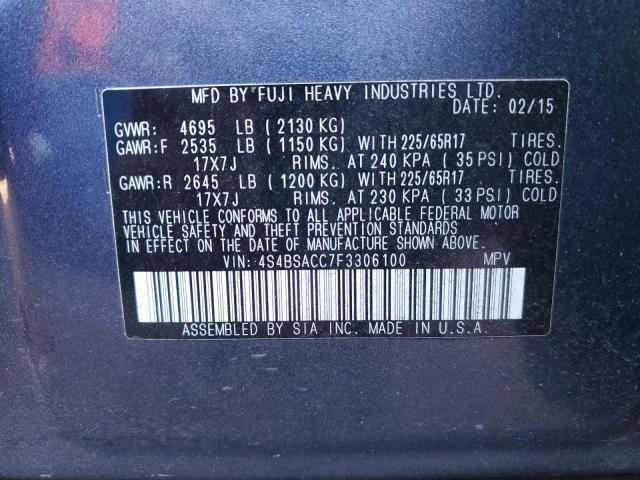 MFD BY FUJI HEAVY INDUSTRIES LTD.
DATE: 02/15
GVWR: 4695 LB (2130 KG)
GAWR:F 2535 LB (1150 KG) WITH 225/65R17 TIRES.
17X7J RIMS. AT 240 KPA (35 PSI) COLD
GAWR:R 2645 LB (1200 KG) WITH 225/65R17 TIRES.
17X7J RIMS. AT 230 KPA (33 PSI) COLD
THIS VEHICLE CONFORMS TO ALL APPLICABLE FEDERAL MOTOR
VEHICLE SAFETY AND THEFT PREVENTION STANDARDS
IN EFFECT ON THE DATE OF MANUFACTURE SHOWN ABOVE.
VIN: 4S4BSACC7F3306100 MPV
ASSEMBLED BY SIA INC. MADE IN U.S.A.